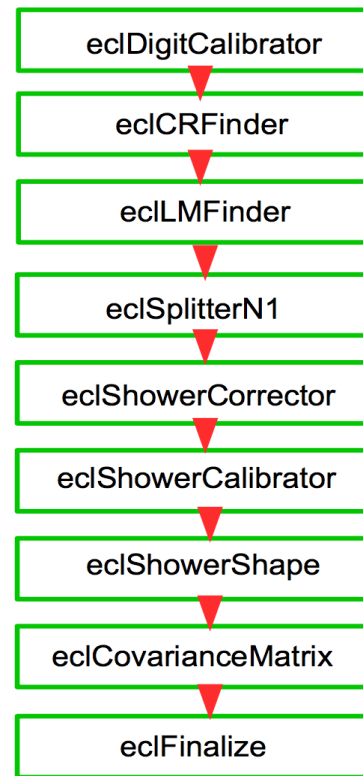 eclDigitCalibrator
eclCRFinder
eclLMFinder
eclSplitterN1
eclShowerCorrector
eclShowerCalibrator
eclShowerShape
eclCovarianceMatrix
eclFinalize